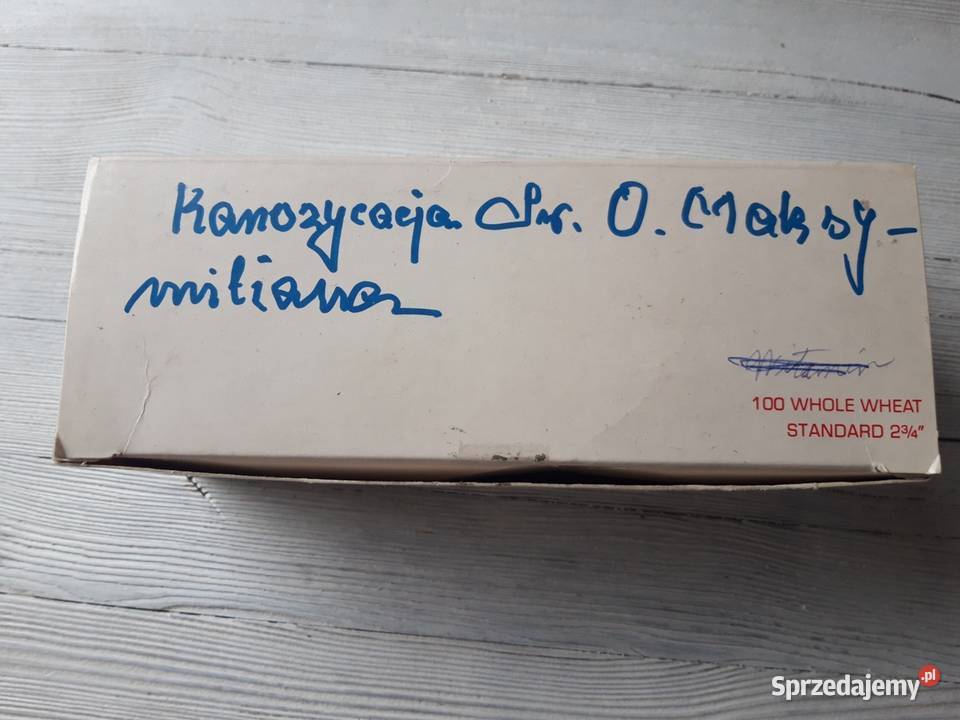 Kanozycacja Św. O. Maksy-
miliana
100 WHOLE WHEAT
STANDARD 2¾"
Sprzedajemy.pl